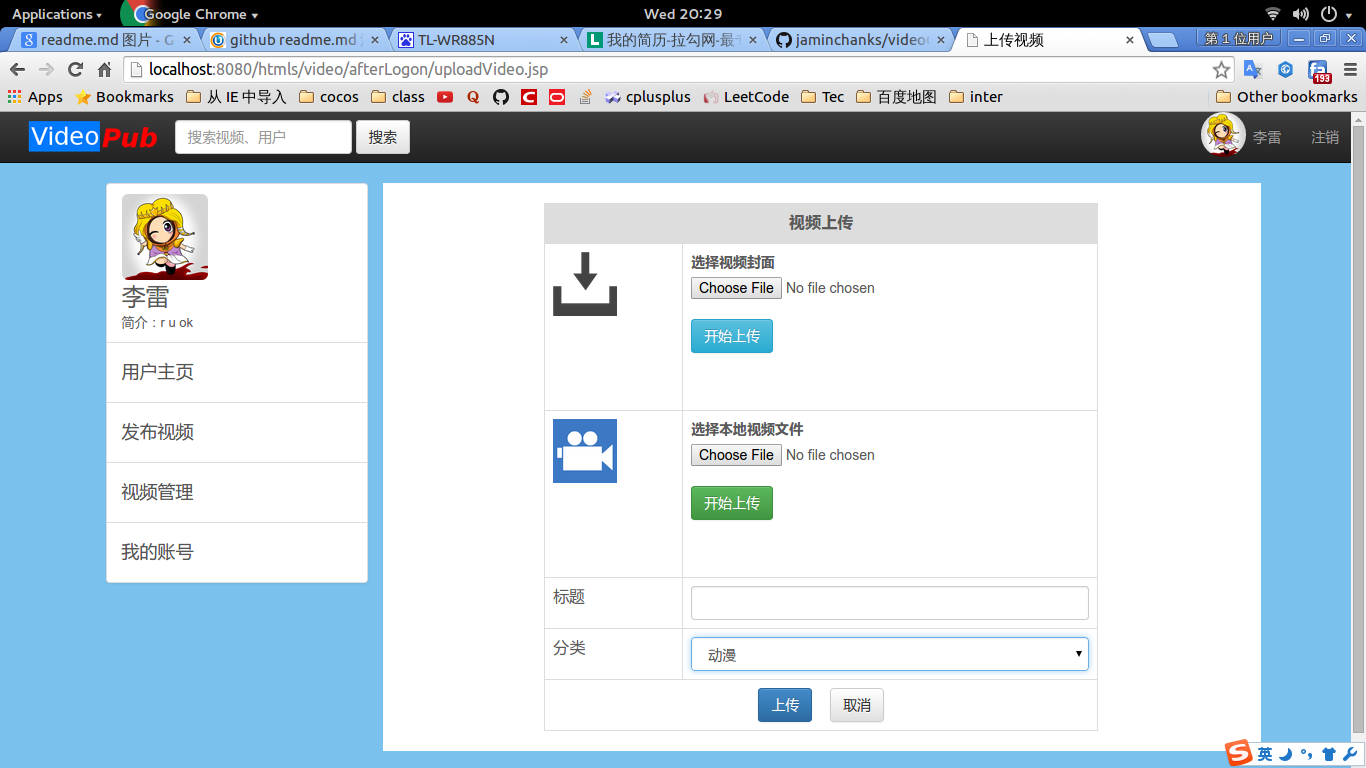 Applications Google Chrome Wed 20:29
readme.md 图片 - G github readme.md TL-WR885N 我的简历-拉勾网-最 jaminchanks/video 上传视频 第 1 位用户
localhost:8080/htmls/video/afterLogon/uploadVideo.jsp 193
Apps Bookmarks 从 IE 中导入 cocos class cplusplus LeetCode Tec 百度地图 inter Other bookmarks
VideoPub 搜索视频、用户 搜索 李雷 注销
李雷
简介：r u ok
用户主页
发布视频
视频管理
我的账号
视频上传
选择视频封面
Choose File No file chosen
开始上传
选择本地视频文件
Choose File No file chosen
开始上传
标题
分类 动漫
上传 取消
英